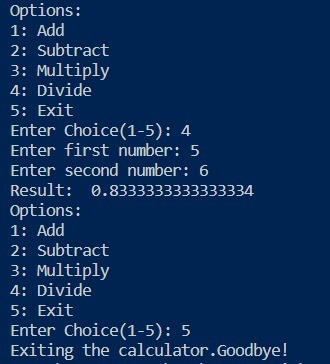 Options:
1: Add
2: Subtract
3: Multiply
4: Divide
5: Exit
Enter Choice(1-5): 4
Enter first number: 5
Enter second number: 6
Result:  0.8333333333333334
Options:
1: Add
2: Subtract
3: Multiply
4: Divide
5: Exit
Enter Choice(1-5): 5
Exiting the calculator.Goodbye!